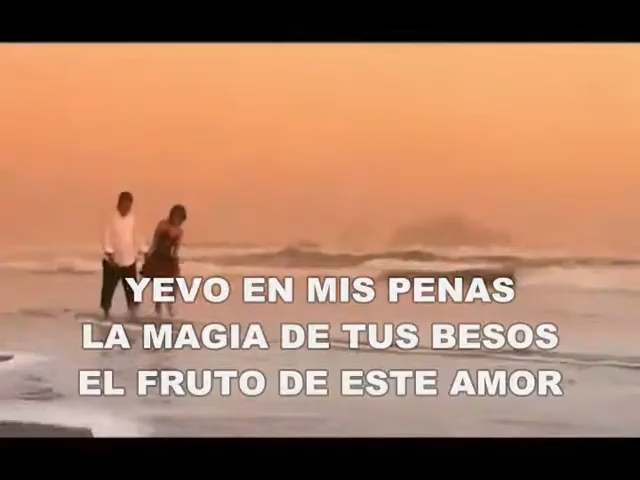 YEVO EN MIS PENAS
LA MAGIA DE TUS BESOS
EL FRUTO DE ESTE AMOR